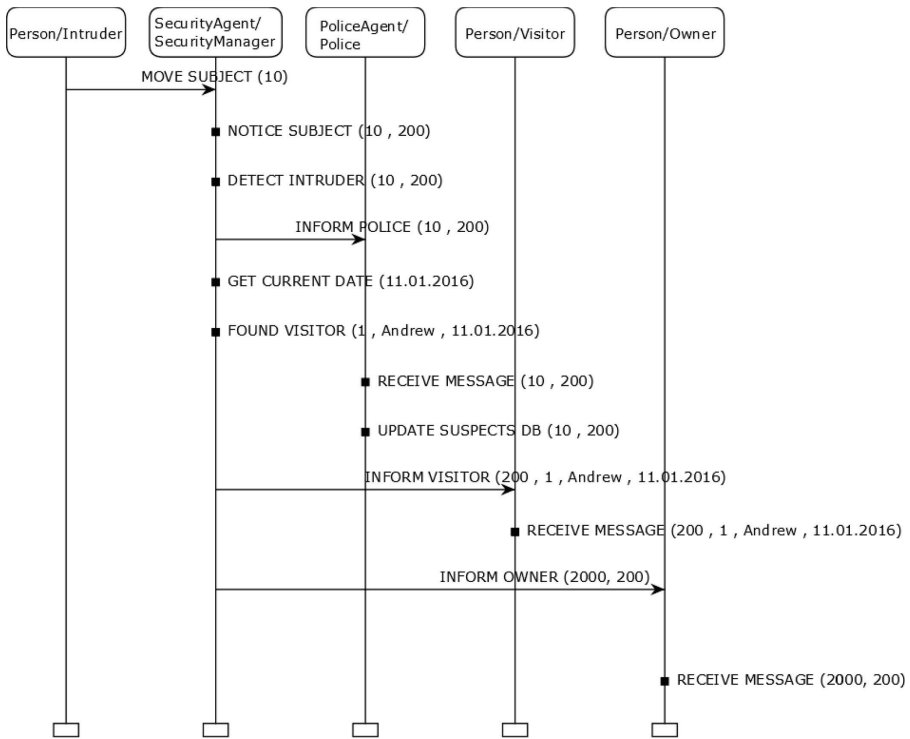 Person/Intruder
SecurityAgent/
SecurityManager
PoliceAgent/
Police
Person/Visitor
Person/Owner
MOVE SUBJECT (10)
NOTICE SUBJECT (10 , 200)
DETECT INTRUDER (10 , 200)
INFORM POLICE (10 , 200)
GET CURRENT DATE (11.01.2016)
FOUND VISITOR (1 , Andrew , 11.01.2016)
RECEIVE MESSAGE (10 , 200)
UPDATE SUSPECTS DB (10 , 200)
INFORM VISITOR (200 , 1 , Andrew , 11.01.2016)
RECEIVE MESSAGE (200 , 1 , Andrew , 11.01.2016)
INFORM OWNER (2000, 200)
RECEIVE MESSAGE (2000, 200)